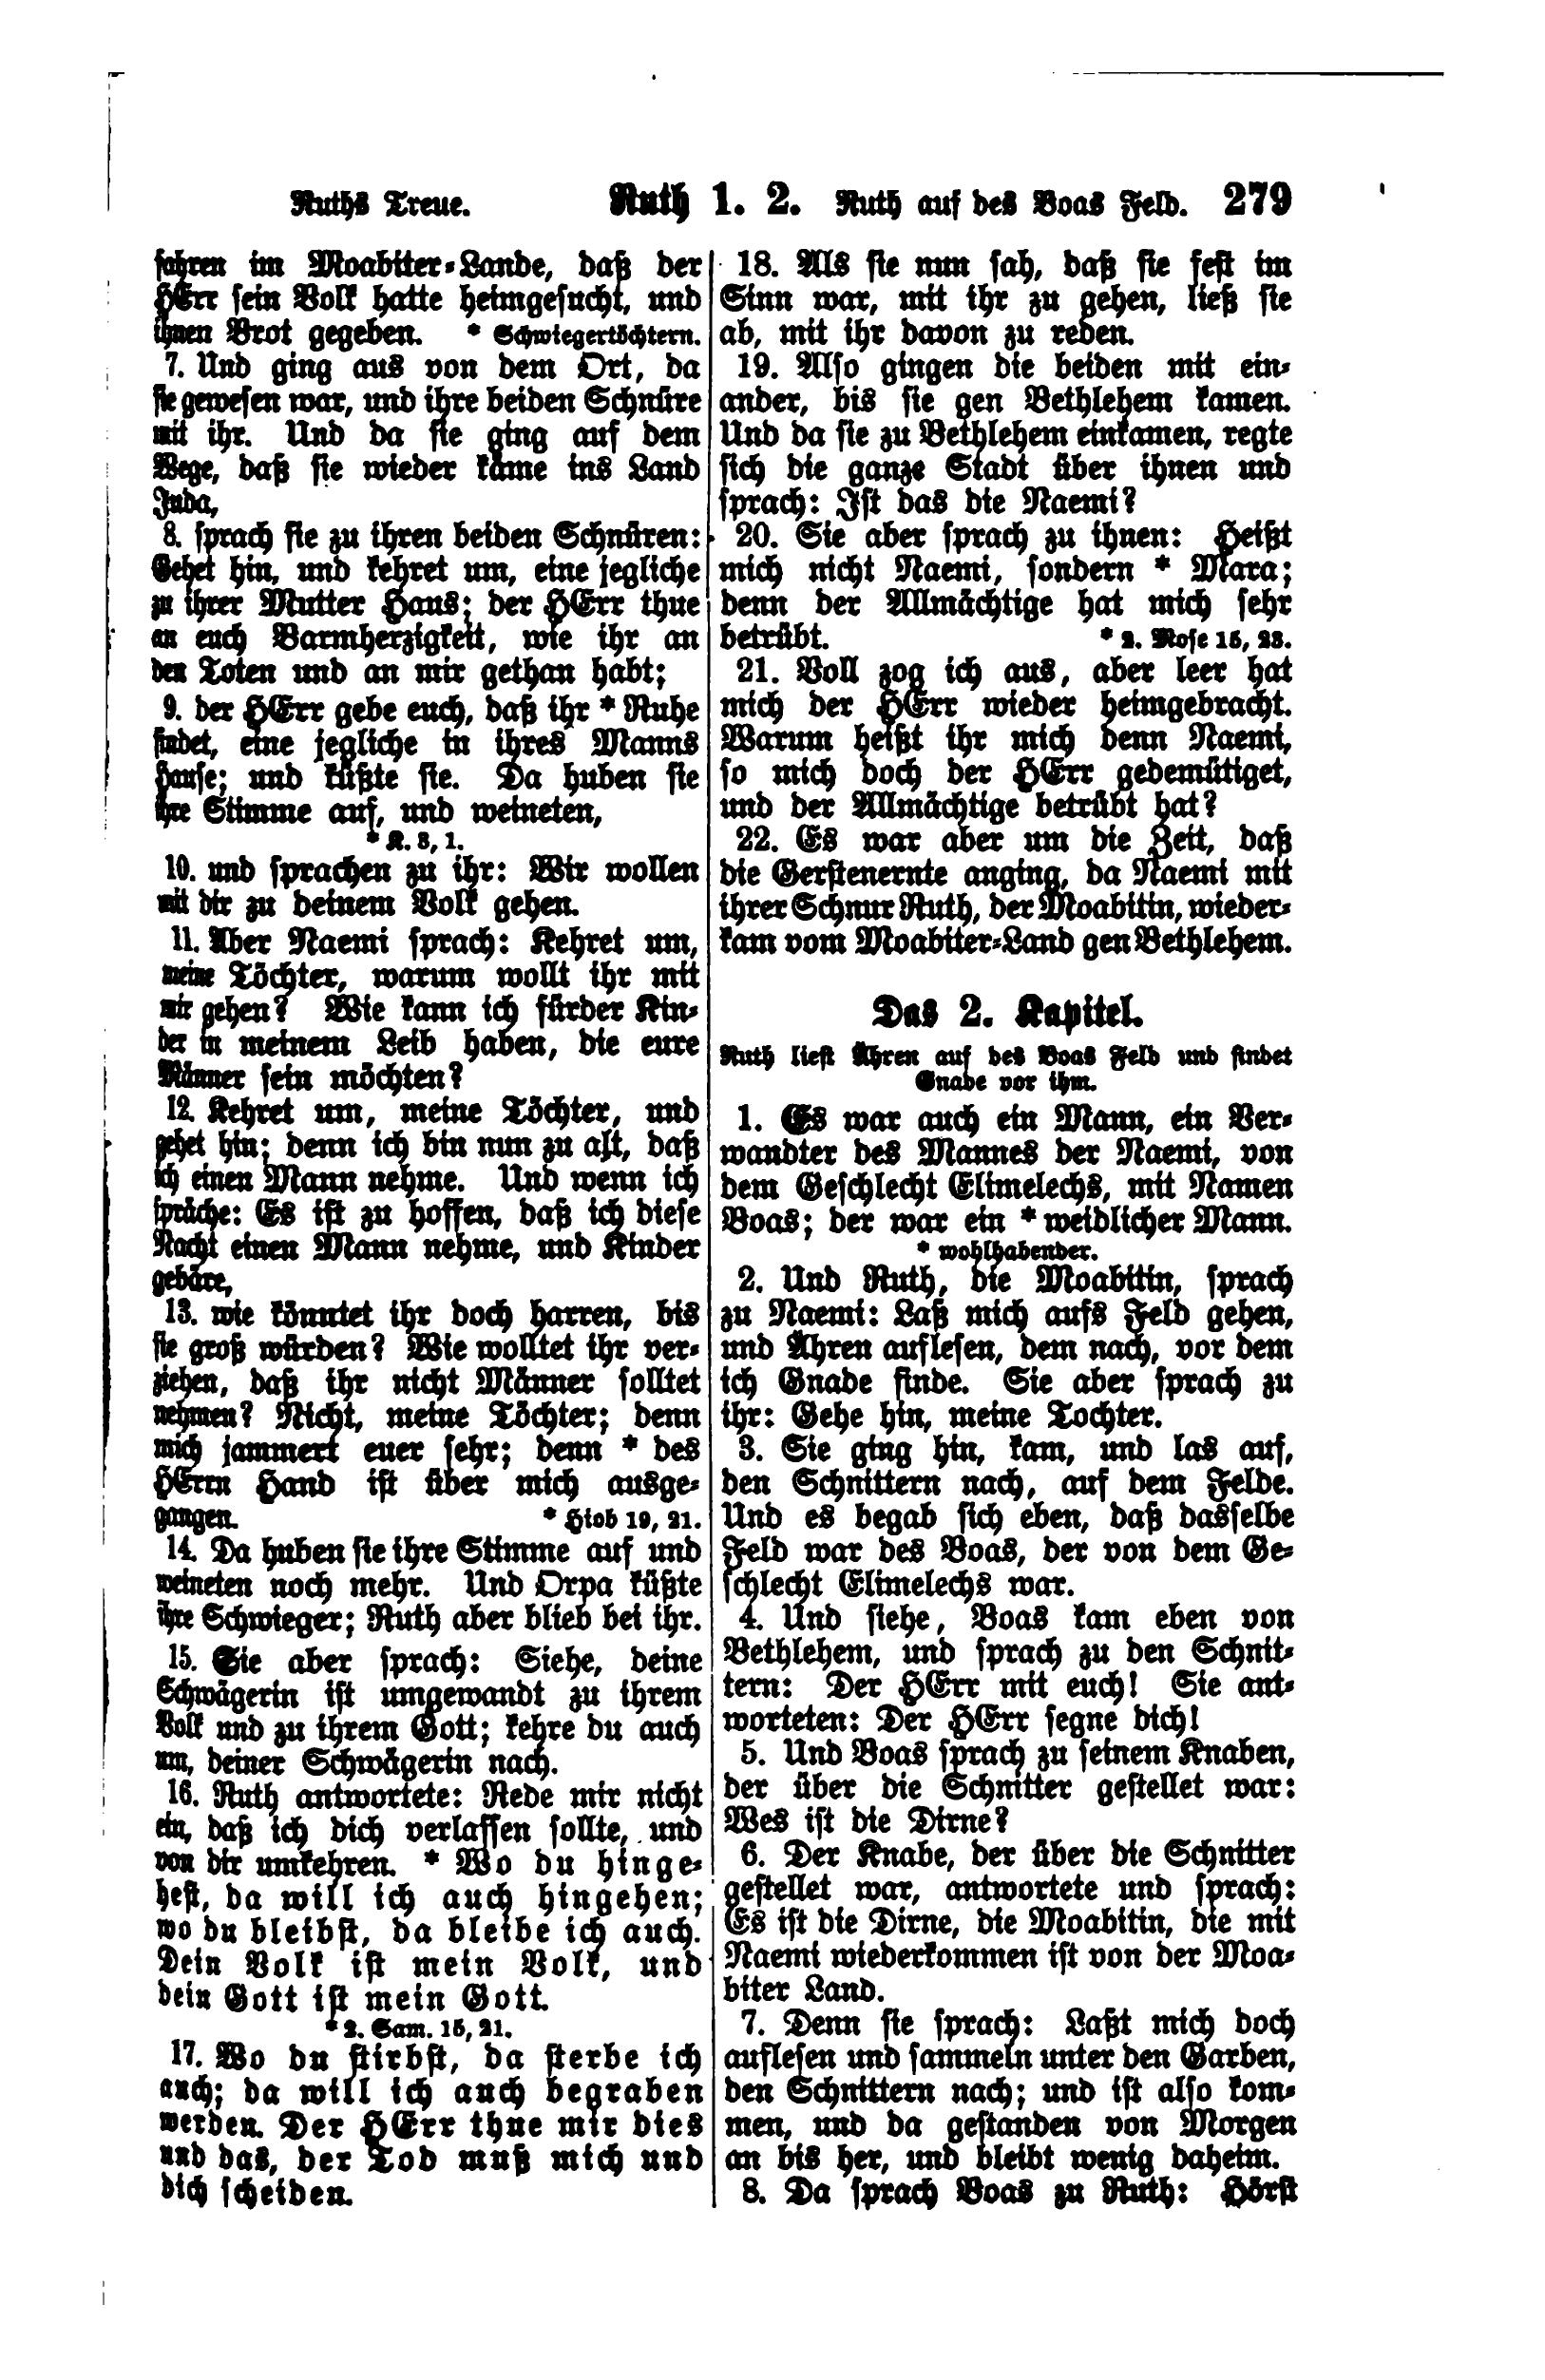 Ruths Treue. Ruth 1. 2. Ruth auf des Boas Feld. 279
fahren im Moabiter-Lande, daß der
HErr sein Volk hatte heimgesucht, und
ihnen Brot gegeben. * Schwiegertöchtern.
7. Und ging aus von dem Ort, da
sie gewesen war, und ihre beiden Schnüre
mit ihr. Und da sie ging auf dem
Wege, daß sie wieder käme ins Land
Juda,
8. sprach sie zu ihren beiden Schnüren:
Gehet hin, und kehret um, eine jegliche
zu ihrer Mutter Haus; der HErr thue
an euch Barmherzigkeit, wie ihr an
den Toten und an mir gethan habt;
9. der HErr gebe euch, daß ihr * Ruhe
findet, eine jegliche in ihres Manns
Hause; und küßte sie. Da huben sie
ihre Stimme auf, und weineten,
* K. 3, 1.
10. und sprachen zu ihr: Wir wollen
mit dir zu deinem Volk gehen.
11. Aber Naemi sprach: Kehret um,
meine Töchter, warum wollt ihr mit
mir gehen? Wie kann ich fürder Kin-
der in meinem Leib haben, die eure
Männer sein möchten?
12. Kehret um, meine Töchter, und
gehet hin; denn ich bin nun zu alt, daß
ich einen Mann nehme. Und wenn ich
spräche: Es ist zu hoffen, daß ich diese
Nacht einen Mann nehme, und Kinder
gebäre,
13. wie könntet ihr doch harren, bis
sie groß würden? Wie wolltet ihr ver-
ziehen, daß ihr nicht Männer solltet
nehmen? Nicht, meine Töchter; denn
mich jammert euer sehr; denn * des
HErrn Hand ist über mich ausge-
gangen. * Hiob 19, 21.
14. Da huben sie ihre Stimme auf und
weineten noch mehr. Und Orpa küßte
ihre Schwieger; Ruth aber blieb bei ihr.
15. Sie aber sprach: Siehe, deine
Schwägerin ist umgewandt zu ihrem
Volk und zu ihrem Gott; kehre du auch
um, deiner Schwägerin nach.
16. Ruth antwortete: Rede mir nicht
ein, daß ich dich verlassen sollte, und
von dir umkehren. * Wo du hinge-
hest, da will ich auch hingehen;
wo du bleibst, da bleibe ich auch.
Dein Volk ist mein Volk, und
dein Gott ist mein Gott.
* 2. Sam. 15, 21.
17. Wo du stirbst, da sterbe ich
auch; da will ich auch begraben
werden. Der HErr thue mir dies
und das, der Tod muß mich und
dich scheiden.
18. Als sie nun sah, daß sie fest im
Sinn war, mit ihr zu gehen, ließ sie
ab, mit ihr davon zu reden.
19. Also gingen die beiden mit ein-
ander, bis sie gen Bethlehem kamen.
Und da sie zu Bethlehem einkamen, regte
sich die ganze Stadt über ihnen und
sprach: Ist das die Naemi?
20. Sie aber sprach zu ihnen: Heißt
mich nicht Naemi, sondern * Mara;
denn der Allmächtige hat mich sehr
betrübt. * 2. Mose 15, 23.
21. Voll zog ich aus, aber leer hat
mich der HErr wieder heimgebracht.
Warum heißt ihr mich denn Naemi,
so mich doch der HErr gedemütiget,
und der Allmächtige betrübt hat?
22. Es war aber um die Zeit, daß
die Gerstenernte anging, da Naemi mit
ihrer Schnur Ruth, der Moabitin, wieder-
kam vom Moabiter-Land gen Bethlehem.
Das 2. Kapitel.
Ruth liest Ähren auf des Boas Feld und findet
Gnade vor ihm.
1. Es war auch ein Mann, ein Ver-
wandter des Mannes der Naemi, von
dem Geschlecht Elimelechs, mit Namen
Boas; der war ein * weidlicher Mann.
* wohlhabender.
2. Und Ruth, die Moabitin, sprach
zu Naemi: Laß mich aufs Feld gehen,
und Ähren auflesen, dem nach, vor dem
ich Gnade finde. Sie aber sprach zu
ihr: Gehe hin, meine Tochter.
3. Sie ging hin, kam, und las auf,
den Schnittern nach, auf dem Felde.
Und es begab sich eben, daß dasselbe
Feld war des Boas, der von dem Ge-
schlecht Elimelechs war.
4. Und siehe, Boas kam eben von
Bethlehem, und sprach zu den Schnit-
tern: Der HErr mit euch! Sie ant-
worteten: Der HErr segne dich!
5. Und Boas sprach zu seinem Knaben,
der über die Schnitter gestellet war:
Wes ist die Dirne?
6. Der Knabe, der über die Schnitter
gestellet war, antwortete und sprach:
Es ist die Dirne, die Moabitin, die mit
Naemi wiederkommen ist von der Moa-
biter Land.
7. Denn sie sprach: Laßt mich doch
auflesen und sammeln unter den Garben,
den Schnittern nach; und ist also kom-
men, und da gestanden von Morgen
an bis her, und bleibt wenig daheim.
8. Da sprach Boas zu Ruth: Hörst